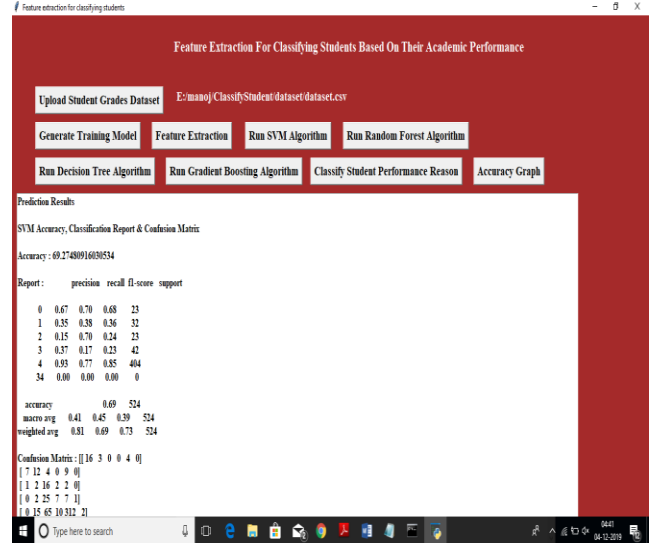 Feature extraction for classifying students
Feature Extraction For Classifying Students Based On Their Academic Performance
Upload Student Grades Dataset E:/manoj/ClassifyStudent/dataset/dataset.csv
Generate Training Model Feature Extraction Run SVM Algorithm Run Random Forest Algorithm
Run Decision Tree Algorithm Run Gradient Boosting Algorithm Classify Student Performance Reason Accuracy Graph
Prediction Results
SVM Accuracy, Classification Report & Confusion Matrix
Accuracy : 69.27480916030534
Report : precision recall f1-score support
0 0.67 0.70 0.68 23
1 0.35 0.38 0.36 32
2 0.15 0.70 0.24 23
3 0.37 0.17 0.23 42
4 0.93 0.77 0.85 404
34 0.00 0.00 0.00 0
accuracy 0.69 524
macro avg 0.41 0.45 0.39 524
weighted avg 0.81 0.69 0.73 524
Confusion Matrix : [[ 16 3 0 0 4 0]
[ 7 12 4 0 9 0]
[ 1 2 16 2 2 0]
[ 0 2 25 7 7 1]
[ 0 15 65 10 312 2]
Type here to search
04:41
04-12-2019